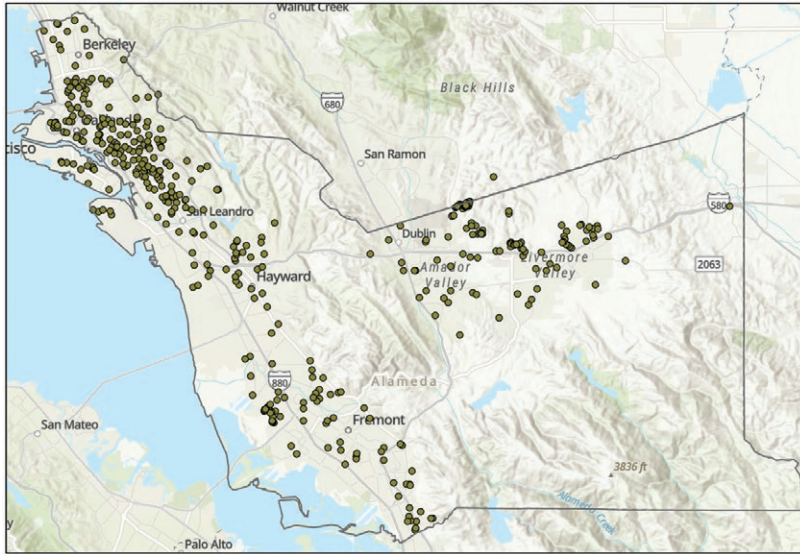 Walnut Creek
Berkeley
Black Hills
680
cisco
San Ramon
580
San Leandro
Dublin
2063
Amador
Valley
Livermore
Valley
Hayward
880
Alameda
Fremont
San Mateo
3836 ft
Alameda
Creek
y
Palo Alto